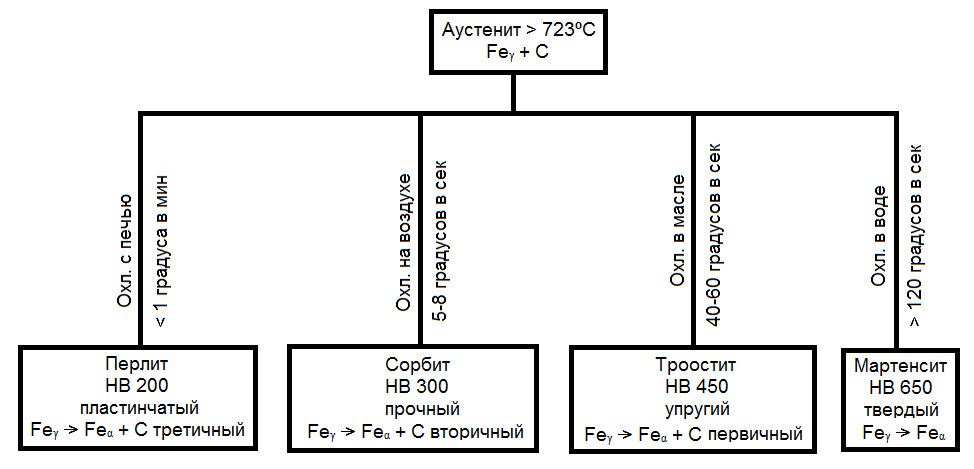 Аустенит > 723ºC
Feᵧ + C
Охл. с печью
< 1 градуса в мин
Охл. на воздухе
5-8 градусов в сек
Охл. в масле
40-60 градусов в сек
Охл. в воде
> 120 градусов в сек
Перлит
HB 200
пластинчатый
Feᵧ → Feα + C третичный
Сорбит
HB 300
прочный
Feᵧ → Feα + C вторичный
Троостит
HB 450
упругий
Feᵧ → Feα + C первичный
Мартенсит
HB 650
твердый
Feᵧ → Feα